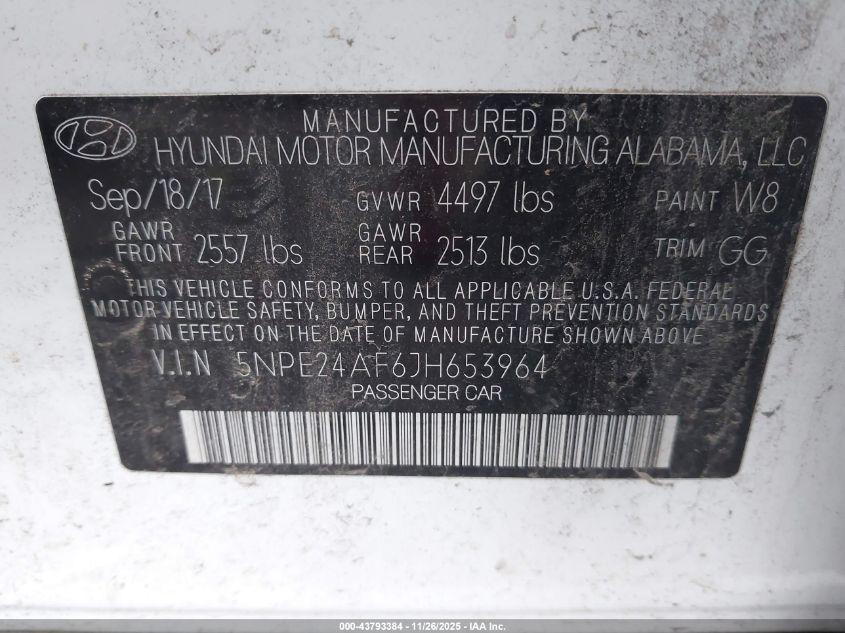 MANUFACTURED BY
HYUNDAI MOTOR MANUFACTURING ALABAMA, LLC
Sep/18/17 GVWR 4497 lbs PAINT W8
GAWR FRONT 2557 lbs GAWR REAR 2513 lbs TRIM GG
THIS VEHICLE CONFORMS TO ALL APPLICABLE U.S.A. FEDERAL
MOTOR VEHICLE SAFETY, BUMPER, AND THEFT PREVENTION STANDARDS
IN EFFECT ON THE DATE OF MANUFACTURE SHOWN ABOVE.
V.I.N 5NPE24AF6JH653964
PASSENGER CAR
000-43793384 - 11/26/2025 - IAA Inc.